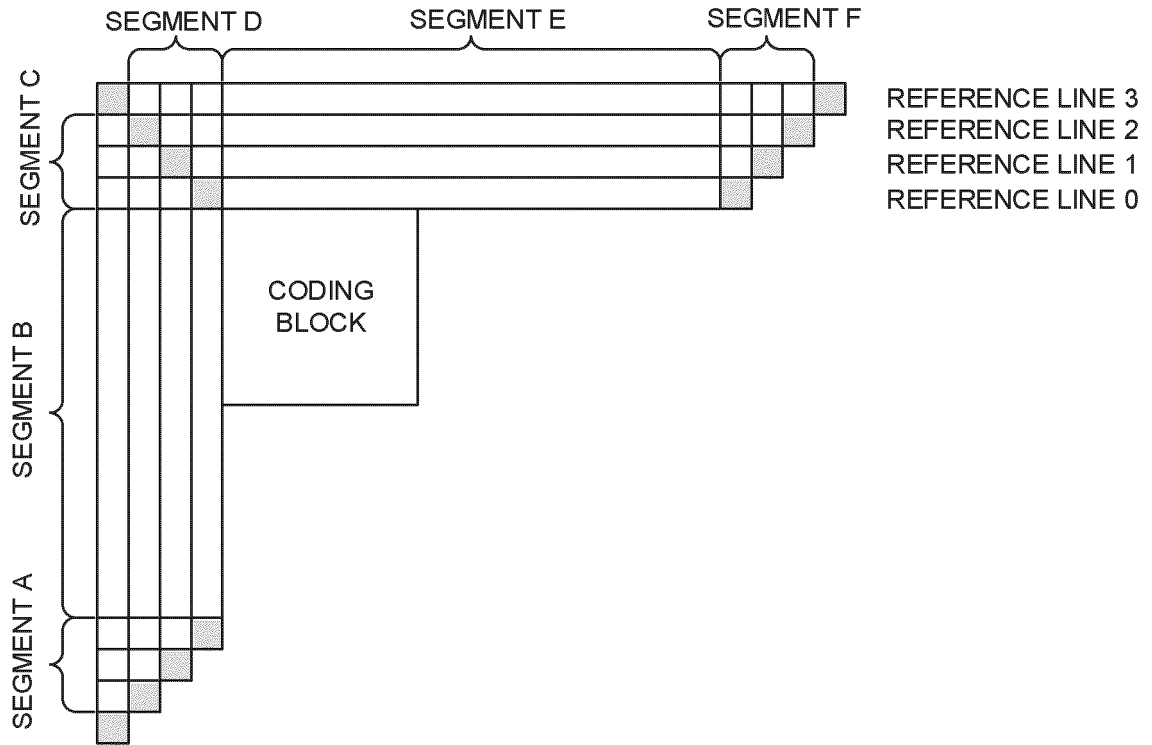 SEGMENT D
SEGMENT E
SEGMENT F
SEGMENT C
REFERENCE LINE 3
REFERENCE LINE 2
REFERENCE LINE 1
REFERENCE LINE 0
CODING
BLOCK
SEGMENT B
SEGMENT A